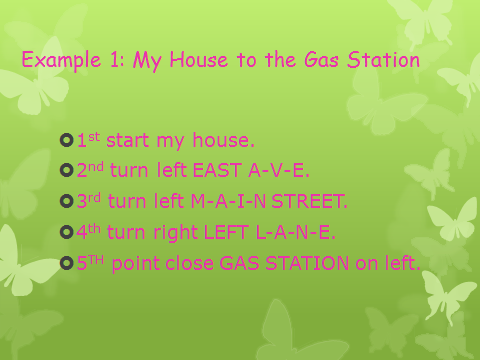 Example 1: My House to the Gas Station
1st start my house.
2nd turn left EAST A-V-E.
3rd turn left M-A-I-N STREET.
4th turn right LEFT L-A-N-E.
5TH point close GAS STATION on left.